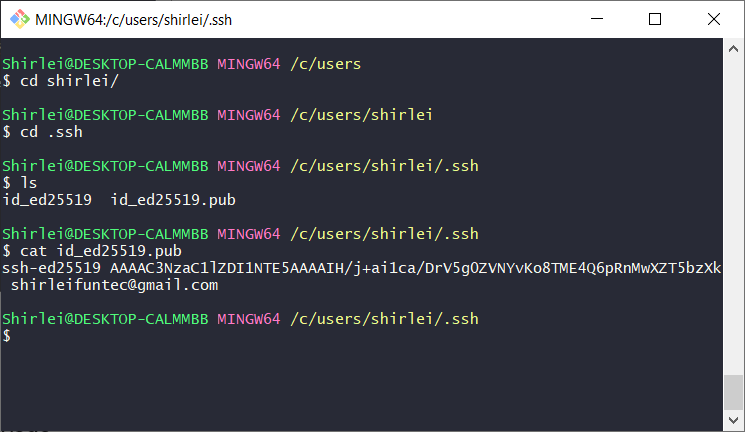 MINGW64:/c/users/shirlei/.ssh
Shirlei@DESKTOP-CALMMBB MINGW64 /c/users
$ cd shirlei/
Shirlei@DESKTOP-CALMMBB MINGW64 /c/users/shirlei
$ cd .ssh
Shirlei@DESKTOP-CALMMBB MINGW64 /c/users/shirlei/.ssh
$ ls
id_ed25519  id_ed25519.pub
Shirlei@DESKTOP-CALMMBB MINGW64 /c/users/shirlei/.ssh
$ cat id_ed25519.pub
ssh-ed25519 AAAAC3NzaC1lZDI1NTE5AAAAIH/j+ai1ca/DrV5g0ZVNYvKo8TME4Q6pRnMwXZT5bzXk
shirleifuntec@gmail.com
Shirlei@DESKTOP-CALMMBB MINGW64 /c/users/shirlei/.ssh
$